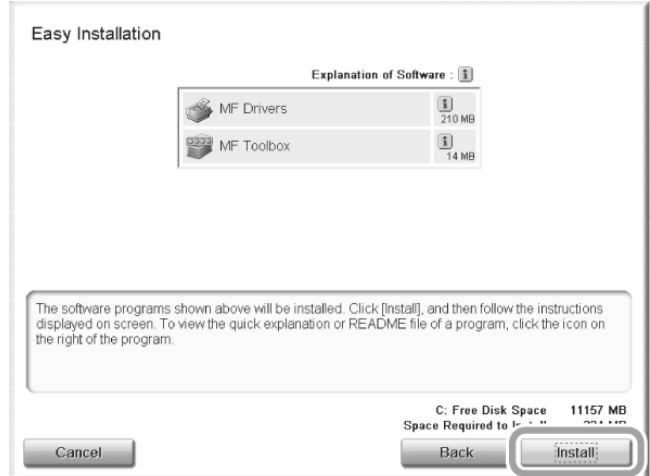 Easy Installation
Explanation of Software :
MF Drivers
210 MB
MF Toolbox
14 MB
The software programs shown above will be installed. Click [Install], and then follow the instructions
displayed on screen. To view the quick explanation or README file of a program, click the icon on
the right of the program.
C: Free Disk Space 11157 MB
Space Required to
Cancel
Back
Install